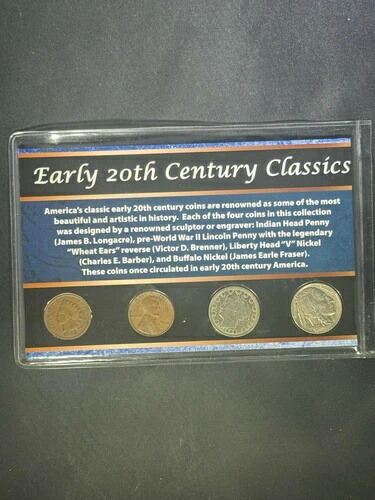 Early 20th Century Classics
America's classic early 20th century coins are renowned as some of the most
beautiful and artistic in history. Each of the four coins in this collection
was designed by a renowned sculptor or engraver: Indian Head Penny
(James B. Longacre), pre-World War II Lincoln Penny with the legendary
"Wheat Ears" reverse (Victor D. Brenner), Liberty Head "V" Nickel
(Charles E. Barber), and Buffalo Nickel (James Earle Fraser).
These coins once circulated in early 20th century America.